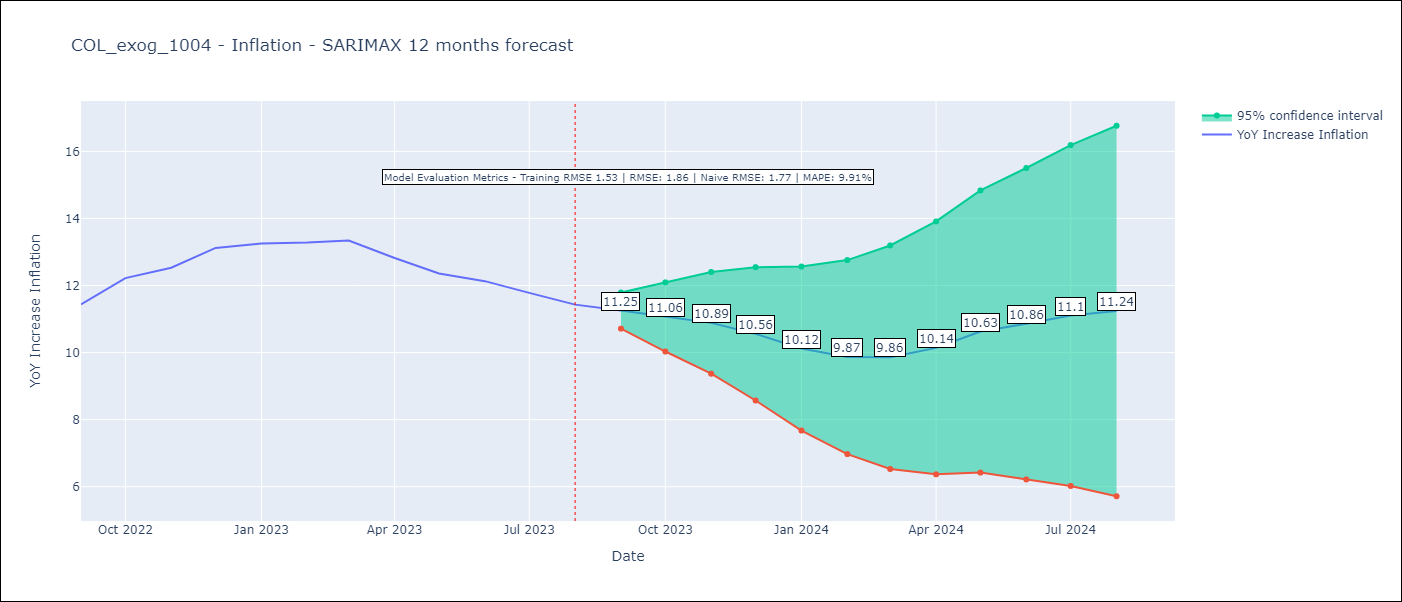 COL_exog_1004 - Inflation - SARIMAX 12 months forecast
95% confidence interval
YoY Increase Inflation
Model Evaluation Metrics - Training RMSE 1.53 | RMSE: 1.86 | Naive RMSE: 1.77 | MAPE: 9.91%
YoY Increase Inflation
16
14
12
10
8
6
11.25
11.06
10.89
10.56
10.12
9.87
9.86
10.14
10.63
10.86
11.1
11.24
Oct 2022
Jan 2023
Apr 2023
Jul 2023
Oct 2023
Jan 2024
Apr 2024
Jul 2024
Date